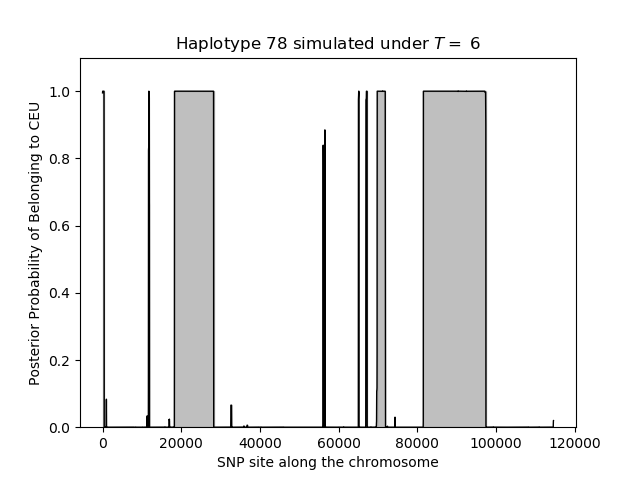 Haplotype 78 simulated under T = 6
Posterior Probability of Belonging to CEU
1.0
0.8
0.6
0.4
0.2
0.0
0 20000 40000 60000 80000 100000 120000
SNP site along the chromosome